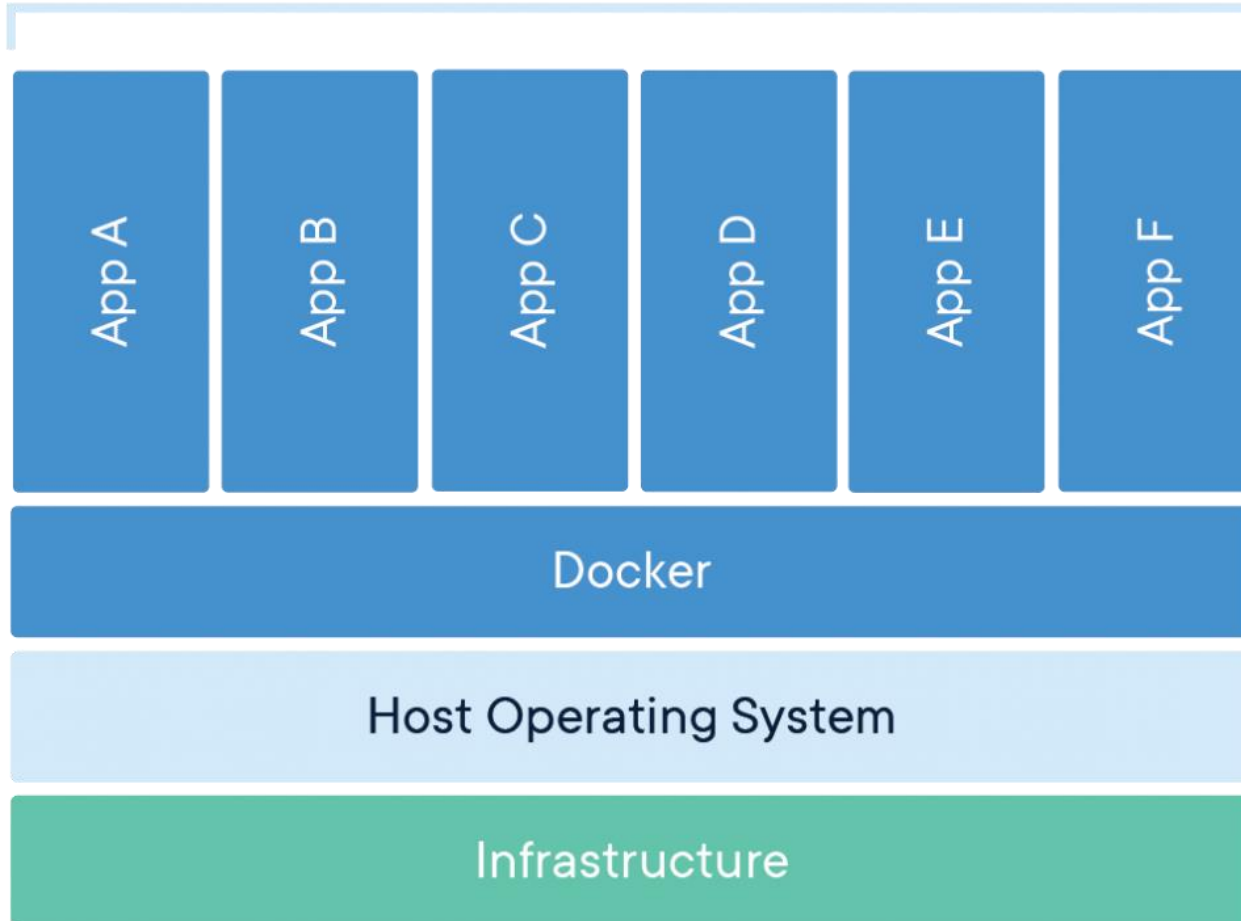 App A
App B
App C
App D
App E
App F
Docker
Host Operating System
Infrastructure